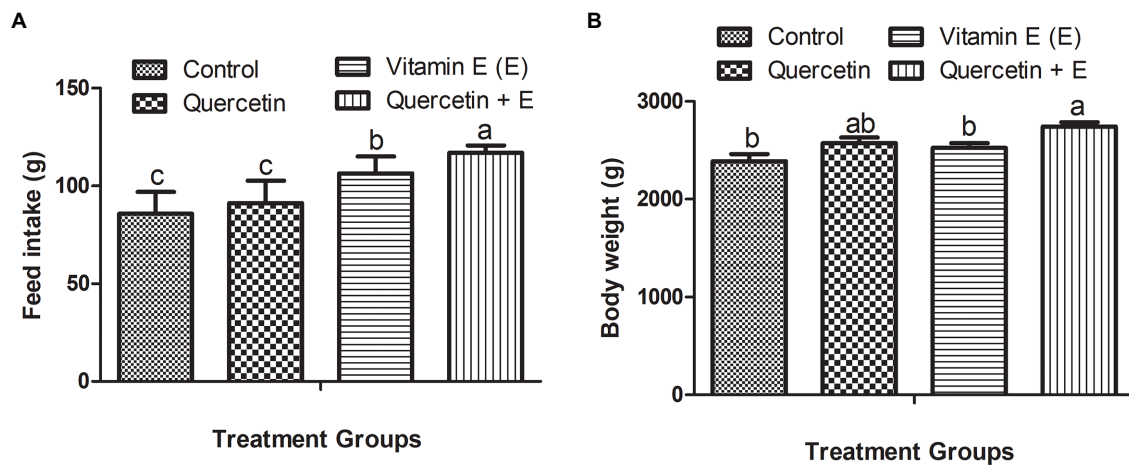 A
Control
Vitamin E (E)
Quercetin
Quercetin + E
150
100
50
0
Feed intake (g)
c
c
b
a
Treatment Groups
B
Control
Vitamin E (E)
Quercetin
Quercetin + E
3000
2000
1000
0
Body weight (g)
b
ab
b
a
Treatment Groups